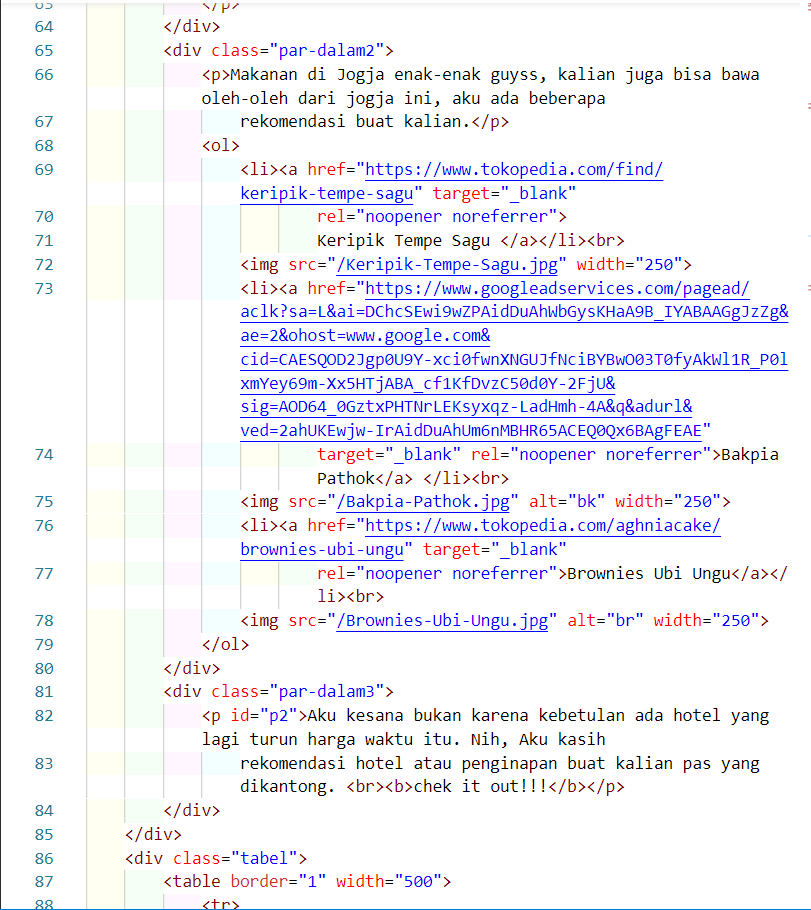 63 </p>
64 </div>
65 <div class="par-dalam2">
66 <p>Makanan di Jogja enak-enak guyss, kalian juga bisa bawa
oleh-oleh dari jogja ini, aku ada beberapa
67 rekomendasi buat kalian.</p>
68 <ol>
69 <li><a href="https://www.tokopedia.com/find/
keripik-tempe-sagu" target="_blank"
70 rel="noopener noreferrer">
71 Keripik Tempe Sagu </a></li><br>
72 <img src="/Keripik-Tempe-Sagu.jpg" width="250">
73 <li><a href="https://www.googleadservices.com/pagead/
aclk?sa=L&ai=DChcSEwi9wZPAidDuAhWbGysKHaA9B_IYABAAGgJzZg&
ae=2&ohost=www.google.com&
cid=CAESQOD2Jgp0U9Y-xci0fwnXNGUJfNciBYBwO03T0fyAkWl1R_P0l
xmYey69m-Xx5HTjABA_cf1KfDvzC50d0Y-2FjU&
sig=AOD64_0GztxPHTNrLEKsyxqz-LadHmh-4A&q&adurl&
ved=2ahUKEwjw-IrAidDuAhUm6nMBHR65ACEQ0Qx6BAgFEAE"
74 target="_blank" rel="noopener noreferrer">Bakpia
Pathok</a> </li><br>
75 <img src="/Bakpia-Pathok.jpg" alt="bk" width="250">
76 <li><a href="https://www.tokopedia.com/aghniacake/
brownies-ubi-ungu" target="_blank"
77 rel="noopener noreferrer">Brownies Ubi Ungu</a></
li><br>
78 <img src="/Brownies-Ubi-Ungu.jpg" alt="br" width="250">
79 </ol>
80 </div>
81 <div class="par-dalam3">
82 <p id="p2">Aku kesana bukan karena kebetulan ada hotel yang
lagi turun harga waktu itu. Nih, Aku kasih
83 rekomendasi hotel atau penginapan buat kalian pas yang
dikantong. <br><b>chek it out!!!</b></p>
84 </div>
85 </div>
86 <div class="tabel">
87 <table border="1" width="500">
88 <tr>